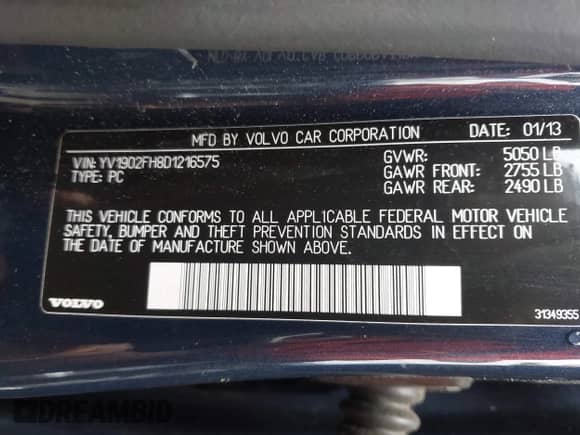 MFD BY VOLVO CAR CORPORATION DATE: 01/13
VIN: YV1902FH8D1216575 GVWR: 5050 LB
TYPE: PC GAWR FRONT: 2755 LB
GAWR REAR: 2490 LB
THIS VEHICLE CONFORMS TO ALL APPLICABLE FEDERAL MOTOR VEHICLE
SAFETY, BUMPER AND THEFT PREVENTION STANDARDS IN EFFECT ON
THE DATE OF MANUFACTURE SHOWN ABOVE.
VOLVO 31349355
DREAMBID